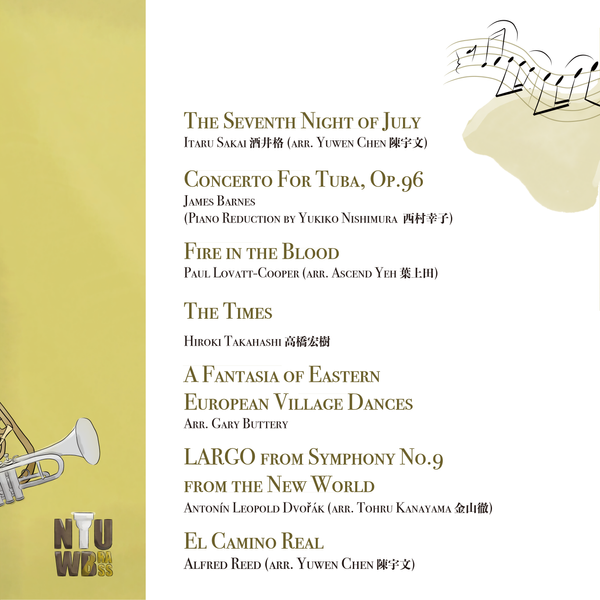 The Seventh Night of July
Itaru Sakai 酒井格 (arr. Yuwen Chen 陳宇文)
Concerto For Tuba, Op.96
James Barnes
(Piano Reduction by Yukiko Nishimura 西村幸子)
Fire in the Blood
Paul Lovatt-Cooper (arr. Ascend Yeh 葉上田)
The Times
Hiroki Takahashi 高橋宏樹
A Fantasia of Eastern
European Village Dances
Arr. Gary Buttery
LARGO from Symphony No.9
from the New World
Antonín Leopold Dvořák (arr. Tohru Kanayama 金山徹)
El Camino Real
Alfred Reed (arr. Yuwen Chen 陳宇文)
NTU
WBRASS